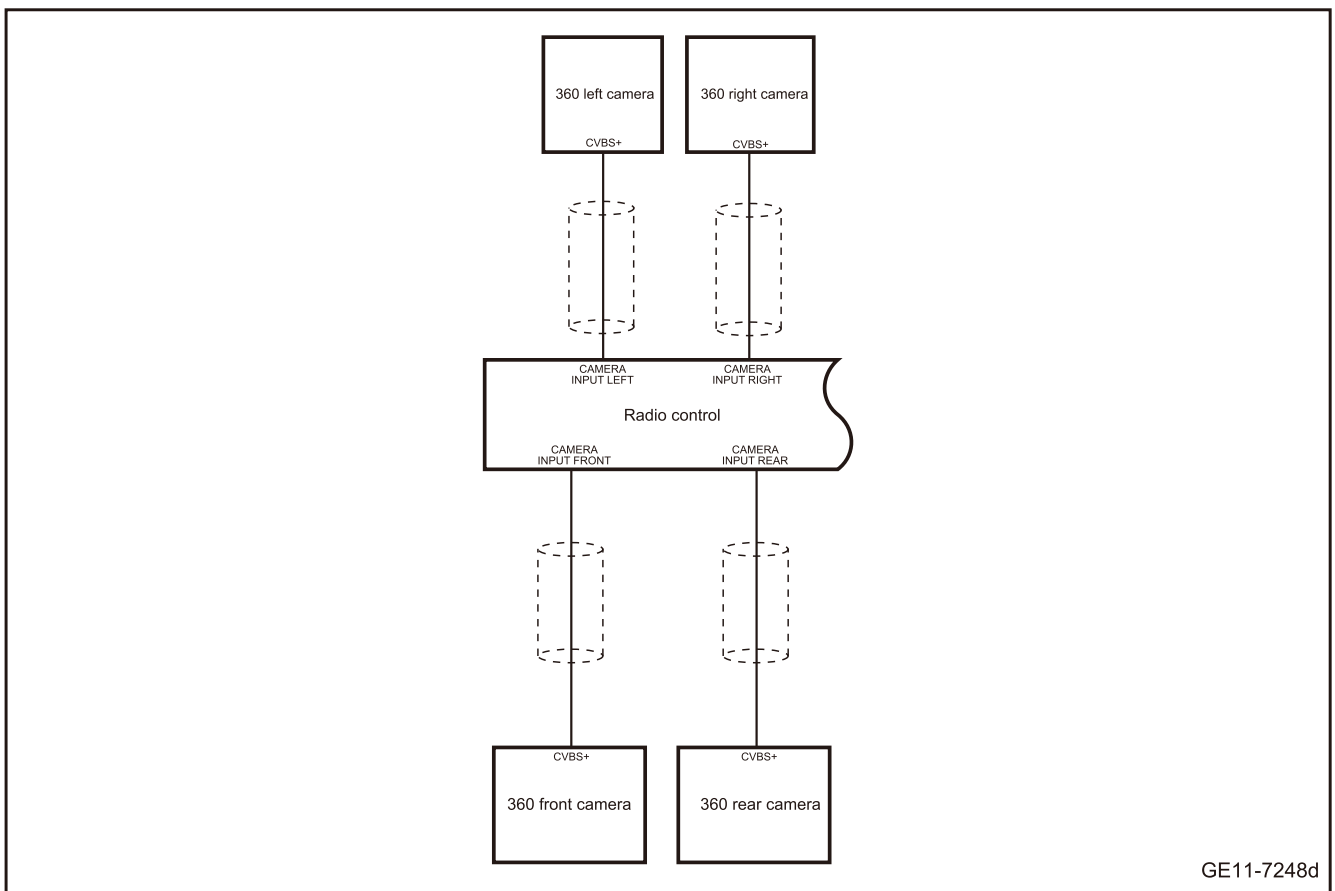 360 left camera
360 right camera
CVBS+
CVBS+
CAMERA
INPUT LEFT
CAMERA
INPUT RIGHT
Radio control
CAMERA
INPUT FRONT
CAMERA
INPUT REAR
CVBS+
CVBS+
360 front camera
360 rear camera
GE11-7248d